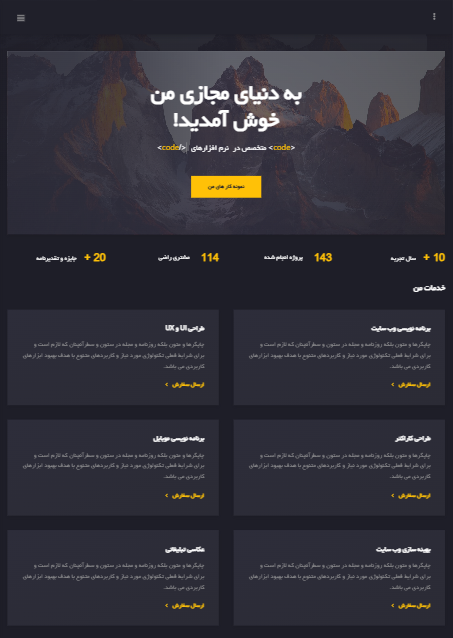 به دنیای مجازی من
خوش آمدید!
<code> متخصص در نرم افزارهای </code>
نمونه کار های من
10 + سال تجربه
143 پروژه انجام شده
114 مشتری راضی
20 + جایزه و تقدیرنامه
خدمات من
برنامه نویسی وب سایت
چاپگرها و متون بلکه روزنامه و مجله در ستون و سطرآنچنان که لازم است و
برای شرایط فعلی تکنولوژی مورد نیاز و کاربردهای متنوع با هدف بهبود ابزارهای
کاربردی می باشد.
ارسال سفارش >
طراحی UI و UX
چاپگرها و متون بلکه روزنامه و مجله در ستون و سطرآنچنان که لازم است و
برای شرایط فعلی تکنولوژی مورد نیاز و کاربردهای متنوع با هدف بهبود ابزارهای
کاربردی می باشد.
ارسال سفارش >
طراحی کاراکتر
چاپگرها و متون بلکه روزنامه و مجله در ستون و سطرآنچنان که لازم است و
برای شرایط فعلی تکنولوژی مورد نیاز و کاربردهای متنوع با هدف بهبود ابزارهای
کاربردی می باشد.
ارسال سفارش >
برنامه نویسی موبایل
چاپگرها و متون بلکه روزنامه و مجله در ستون و سطرآنچنان که لازم است و
برای شرایط فعلی تکنولوژی مورد نیاز و کاربردهای متنوع با هدف بهبود ابزارهای
کاربردی می باشد.
ارسال سفارش >
بهینه سازی وب سایت
چاپگرها و متون بلکه روزنامه و مجله در ستون و سطرآنچنان که لازم است و
برای شرایط فعلی تکنولوژی مورد نیاز و کاربردهای متنوع با هدف بهبود ابزارهای
کاربردی می باشد.
ارسال سفارش >
عکاسی تبلیغاتی
چاپگرها و متون بلکه روزنامه و مجله در ستون و سطرآنچنان که لازم است و
برای شرایط فعلی تکنولوژی مورد نیاز و کاربردهای متنوع با هدف بهبود ابزارهای
کاربردی می باشد.
ارسال سفارش >